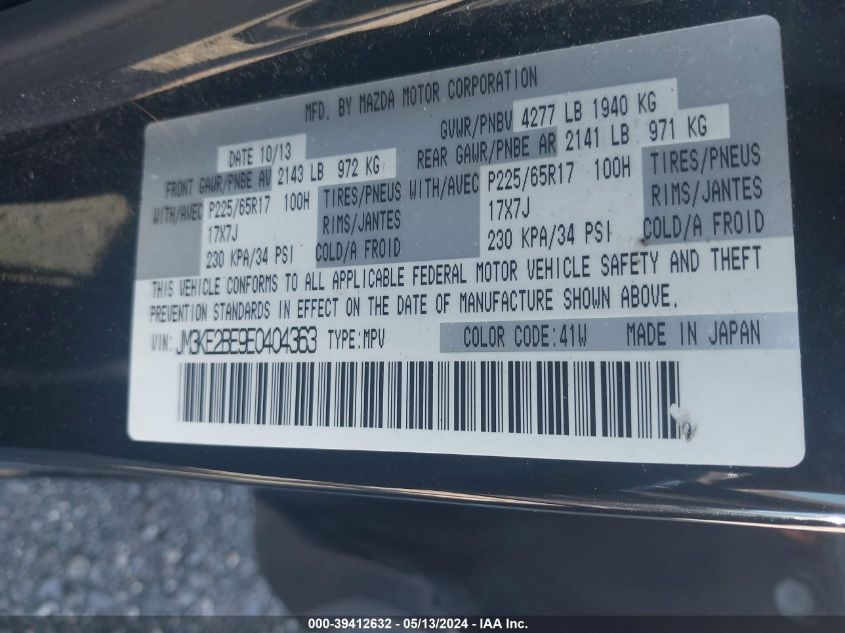 MFD. BY MAZDA MOTOR CORPORATION
DATE 10/13 GVWR/PNBV 4277 LB 1940 KG
FRONT GAWR/PNBE AV 2143 LB 972 KG REAR GAWR/PNBE AR 2141 LB 971 KG
WITH/AVEC P225/65R17 100H TIRES/PNEUS WITH/AVEC P225/65R17 100H TIRES/PNEUS
17X7J RIMS/JANTES 17X7J RIMS/JANTES
230 KPA/34 PSI COLD/A FROID 230 KPA/34 PSI COLD/A FROID
THIS VEHICLE CONFORMS TO ALL APPLICABLE FEDERAL MOTOR VEHICLE SAFETY AND THEFT
PREVENTION STANDARDS IN EFFECT ON THE DATE OF MANUFACTURE SHOWN ABOVE.
VIN: JM3KE2BE9E0404363 TYPE:MPV COLOR CODE:41W MADE IN JAPAN
000-39412632 - 05/13/2024 - IAA Inc.